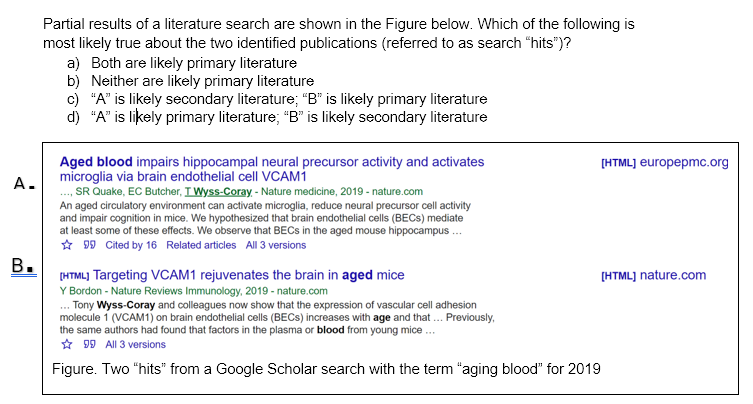 Partial results of a literature search are shown in the Figure below. Which of the following is
most likely true about the two identified publications (referred to as search “hits”)?
a) Both are likely primary literature
b) Neither are likely primary literature
c) “A” is likely secondary literature; “B” is likely primary literature
d) “A” is likely primary literature; “B” is likely secondary literature
A.
Aged blood impairs hippocampal neural precursor activity and activates
microglia via brain endothelial cell VCAM1
[HTML] europepmc.org
..., SR Quake, EC Butcher, T Wyss-Coray - Nature medicine, 2019 - nature.com
An aged circulatory environment can activate microglia, reduce neural precursor cell activity
and impair cognition in mice. We hypothesized that brain endothelial cells (BECs) mediate
at least some of these effects. We observe that BECs in the aged mouse hippocampus ...
Cited by 16 Related articles All 3 versions
B.
[HTML] Targeting VCAM1 rejuvenates the brain in aged mice
[HTML] nature.com
Y Bordon - Nature Reviews Immunology, 2019 - nature.com
... Tony Wyss-Coray and colleagues now show that the expression of vascular cell adhesion
molecule 1 (VCAM1) on brain endothelial cells (BECs) increases with age and that ... Previously,
the same authors had found that factors in the plasma or blood from young mice ...
All 3 versions
Figure. Two “hits” from a Google Scholar search with the term “aging blood” for 2019